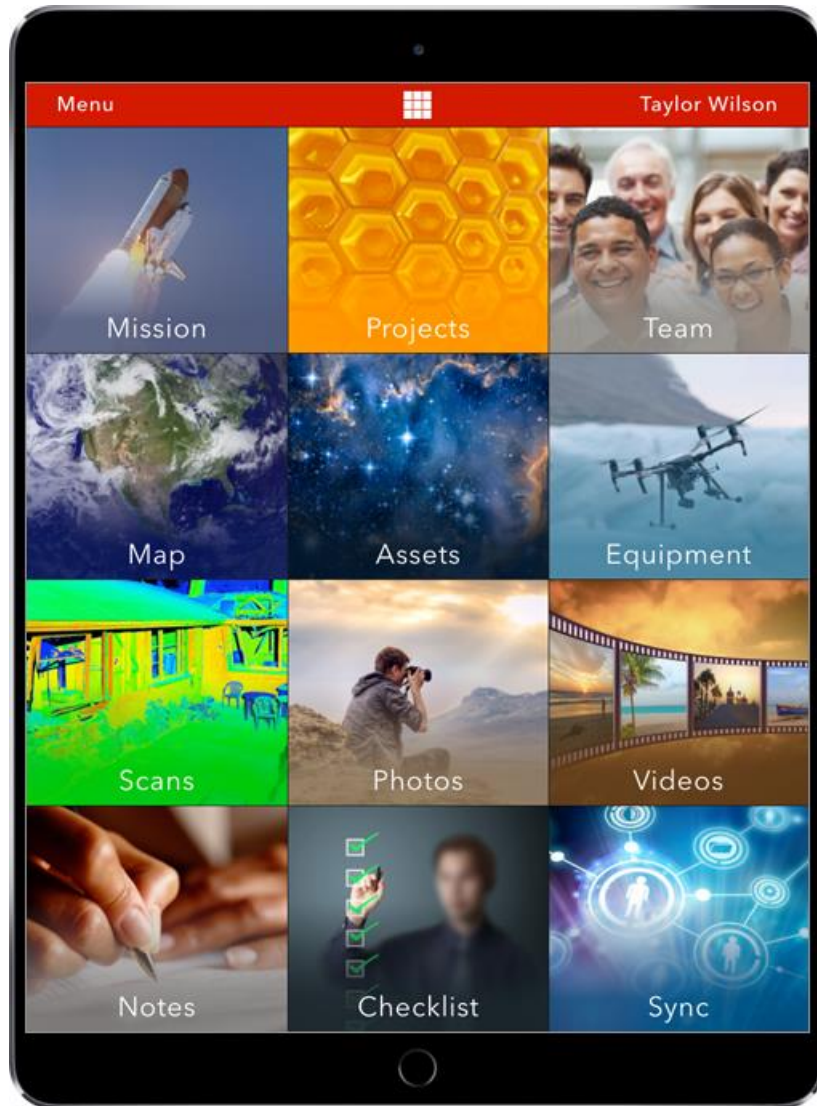 Menu
Taylor Wilson
Mission
Projects
Team
Map
Assets
Equipment
Scans
Photos
Videos
Notes
Checklist
Sync